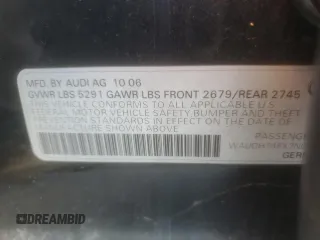 MFD. BY AUDI AG 10 06
GVWR LBS 5291 GAWR LBS FRONT 2679/REAR 2745
THIS VEHICLE CONFORMS TO ALL APPLICABLE U.S.
FEDERAL MOTOR VEHICLE SAFETY BUMPER AND THEFT
PREVENTION STANDARDS IN EFFECT ON THE DATE OF
MANUFACTURE SHOWN ABOVE
PASSENG
GER
DREAMBID